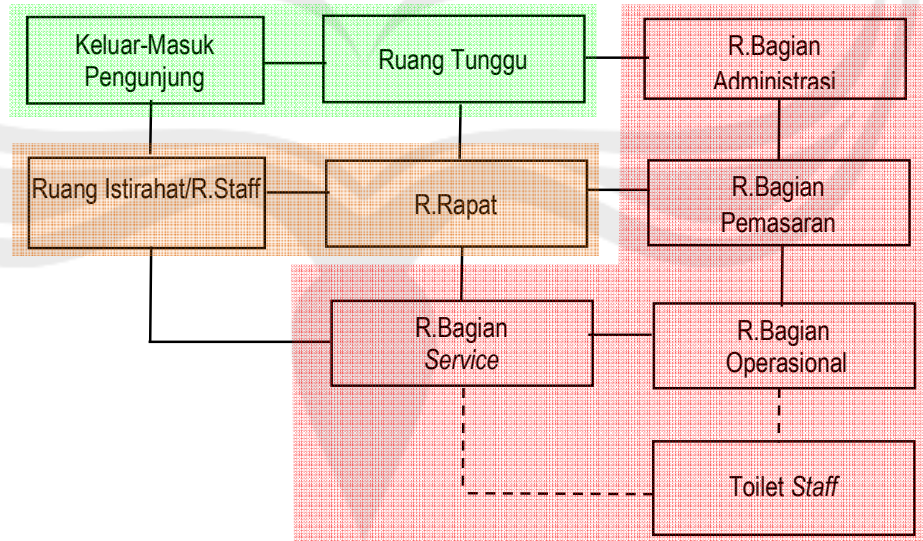 Keluar-Masuk
Pengunjung
Ruang Tunggu
R.Bagian
Administrasi
Ruang Istirahat/R.Staff
R.Rapat
R.Bagian
Pemasaran
R.Bagian
Service
R.Bagian
Operasional
Toilet Staff